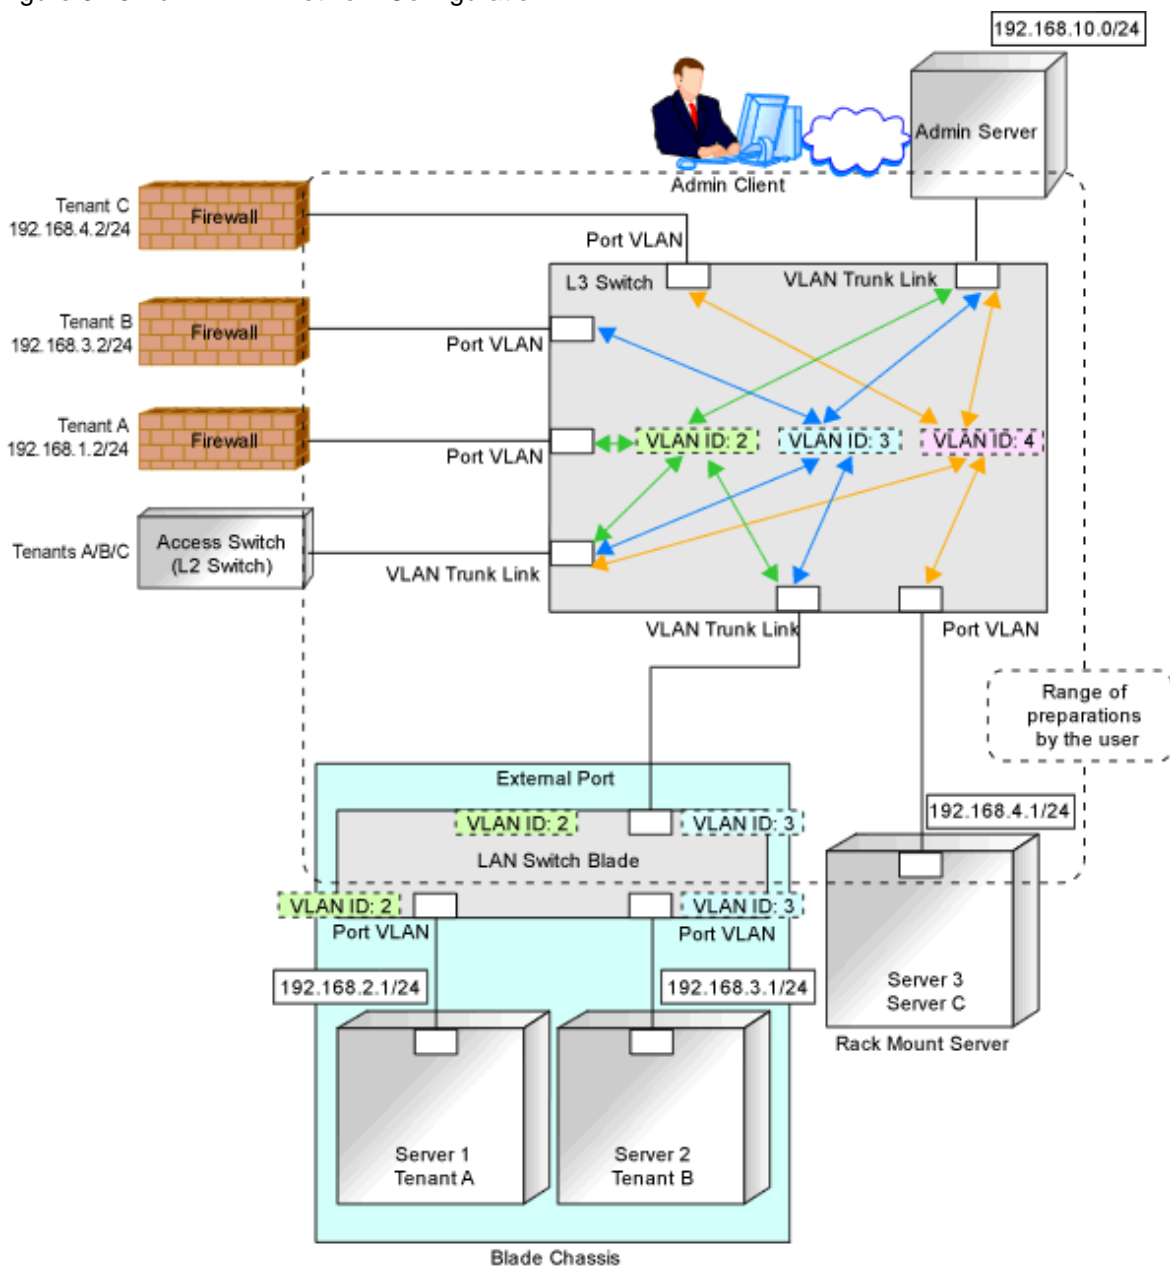 192.168.10.0/24
Admin Server
Admin Client
Tenant C
192.168.4.2/24
Firewall
Port VLAN
L3 Switch
VLAN Trunk Link
Tenant B
192.168.3.2/24
Firewall
Port VLAN
Tenant A
192.168.1.2/24
Firewall
Port VLAN
VLAN ID: 2
VLAN ID: 3
VLAN ID: 4
Tenants A/B/C
Access Switch
(L2 Switch)
VLAN Trunk Link
VLAN Trunk Link
Port VLAN
Range of
preparations
by the user
External Port
VLAN ID: 2
VLAN ID: 3
LAN Switch Blade
192.168.4.1/24
VLAN ID: 2
VLAN ID: 3
Port VLAN
Port VLAN
192.168.2.1/24
192.168.3.1/24
Server 3
Server C
Rack Mount Server
Server 1
Tenant A
Server 2
Tenant B
Blade Chassis